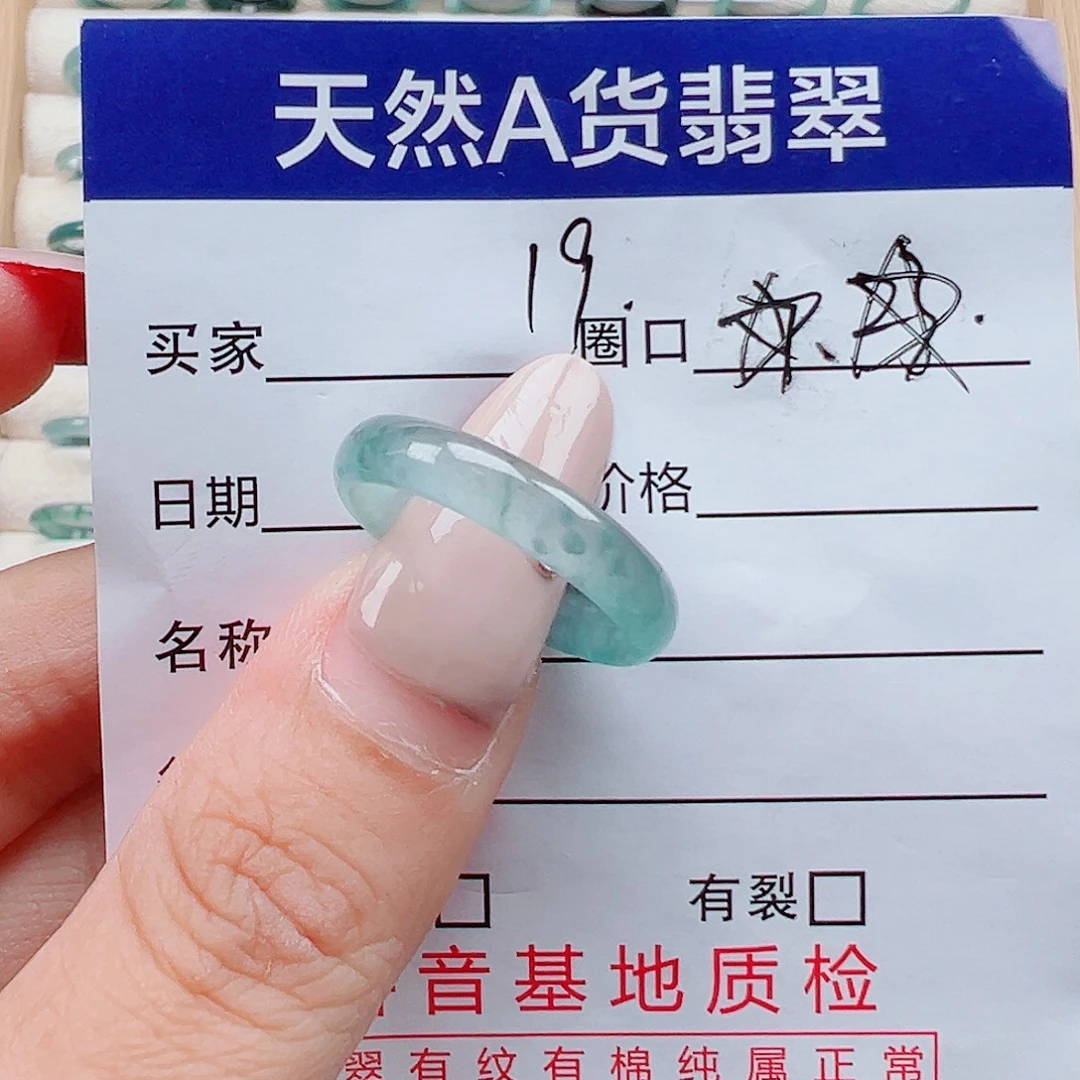 天然A货翡翠
19.
买家 圈口
日期 价格
名称
有裂
音基地质检
翠有纹有棉纯属正常